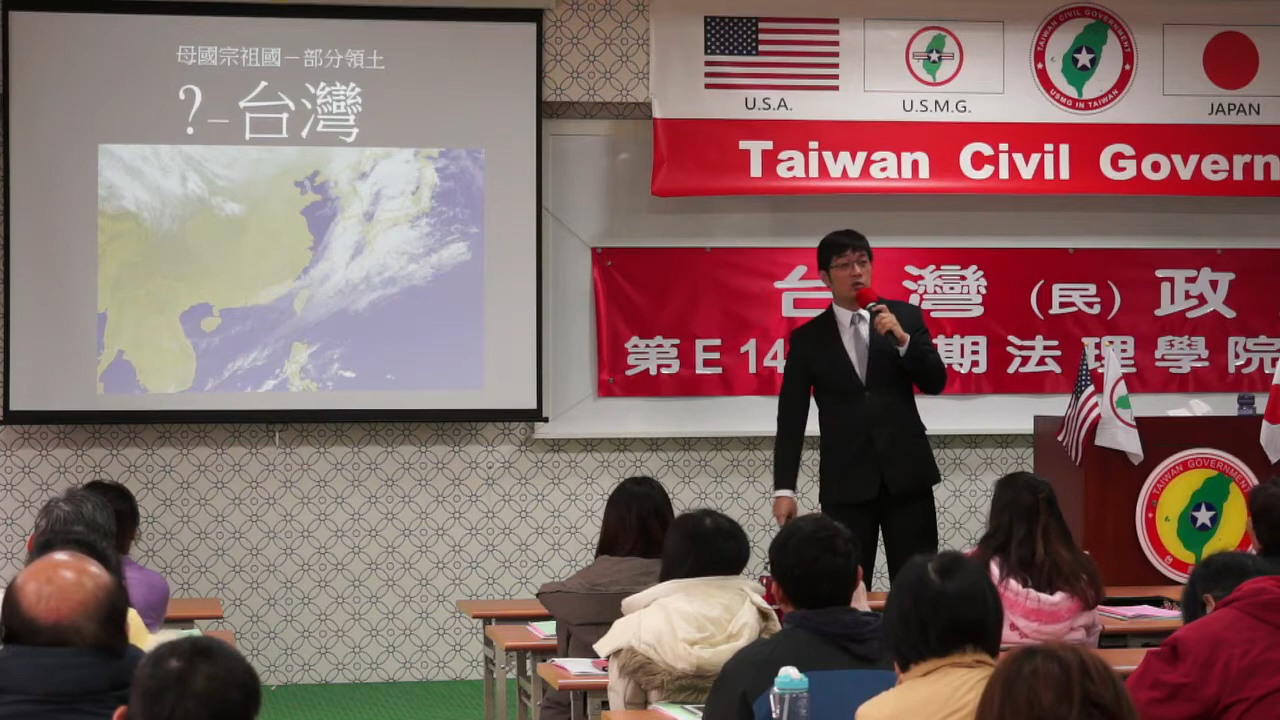 母國宗祖國－部分領土
?－台灣
U.S.A.
U.S.M.G.
TAIWAN CIVIL GOVERNMENT
USMG IN TAIWAN
JAPAN
Taiwan Civil Govern
台灣（民）政
第E14
期法理學院
TAIWAN GOVERNMENT